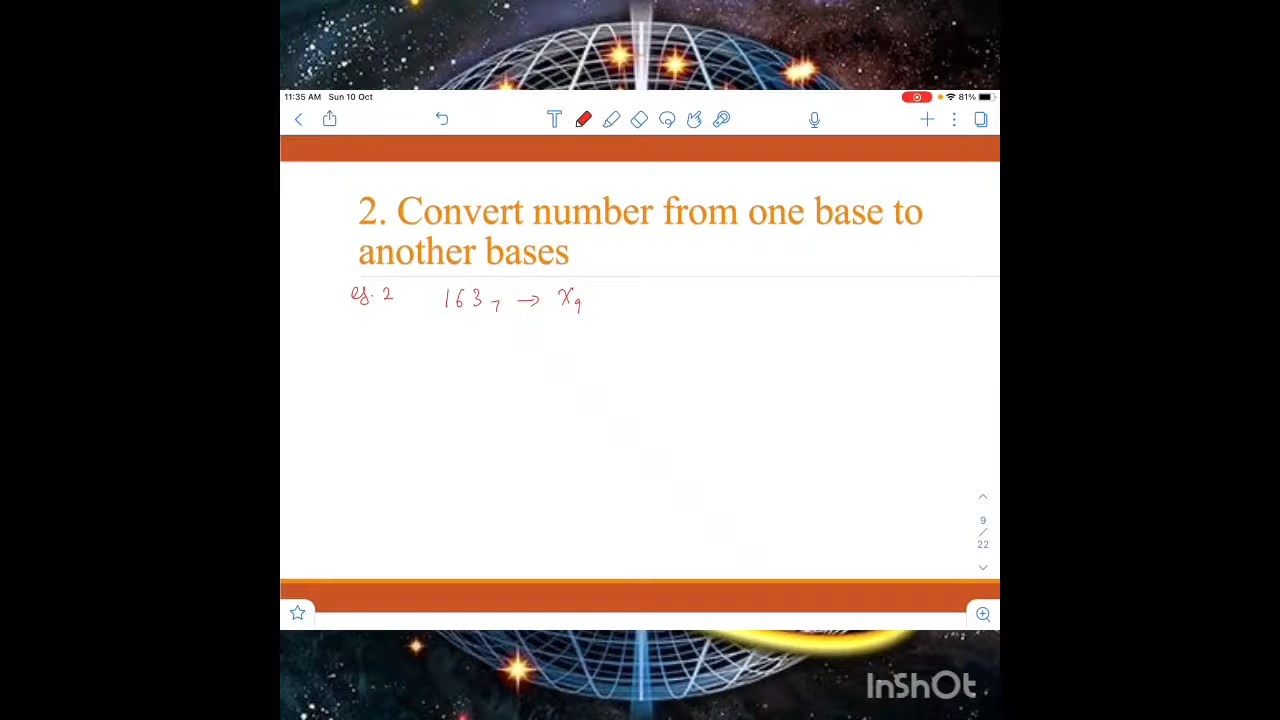 11:35 AM Sun 10 Oct 81%
2. Convert number from one base to
another bases
eg. 2 163₇ → x₉
9
/
22
InShOt